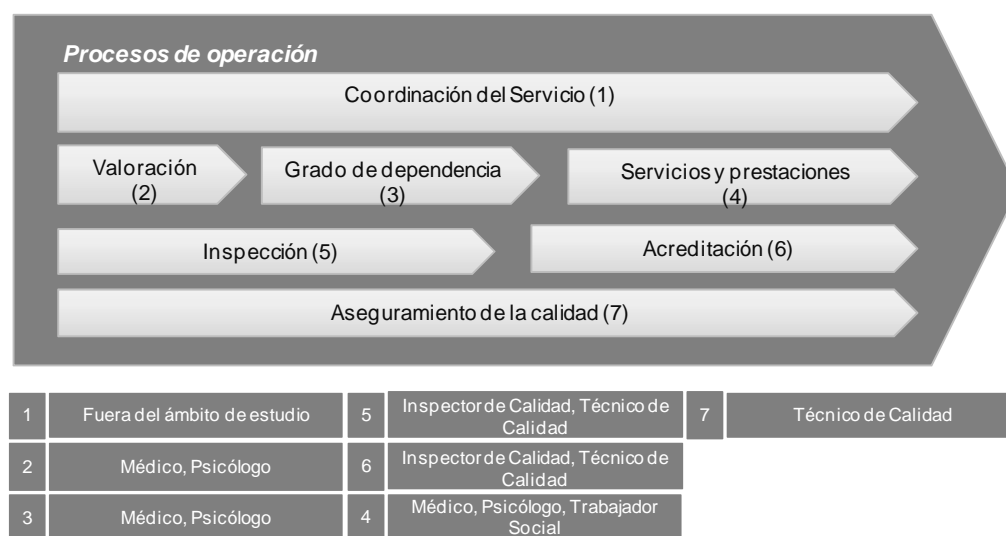 Procesos de operación
Coordinación del Servicio (1)
Valoración
(2)
Grado de dependencia
(3)
Servicios y prestaciones
(4)
Inspección (5)
Acreditación (6)
Aseguramiento de la calidad (7)
1
Fuera del ámbito de estudio
5
Inspector de Calidad, Técnico de
Calidad
7
Técnico de Calidad
2
Médico, Psicólogo
6
Inspector de Calidad, Técnico de
Calidad
3
Médico, Psicólogo
4
Médico, Psicólogo, Trabajador
Social